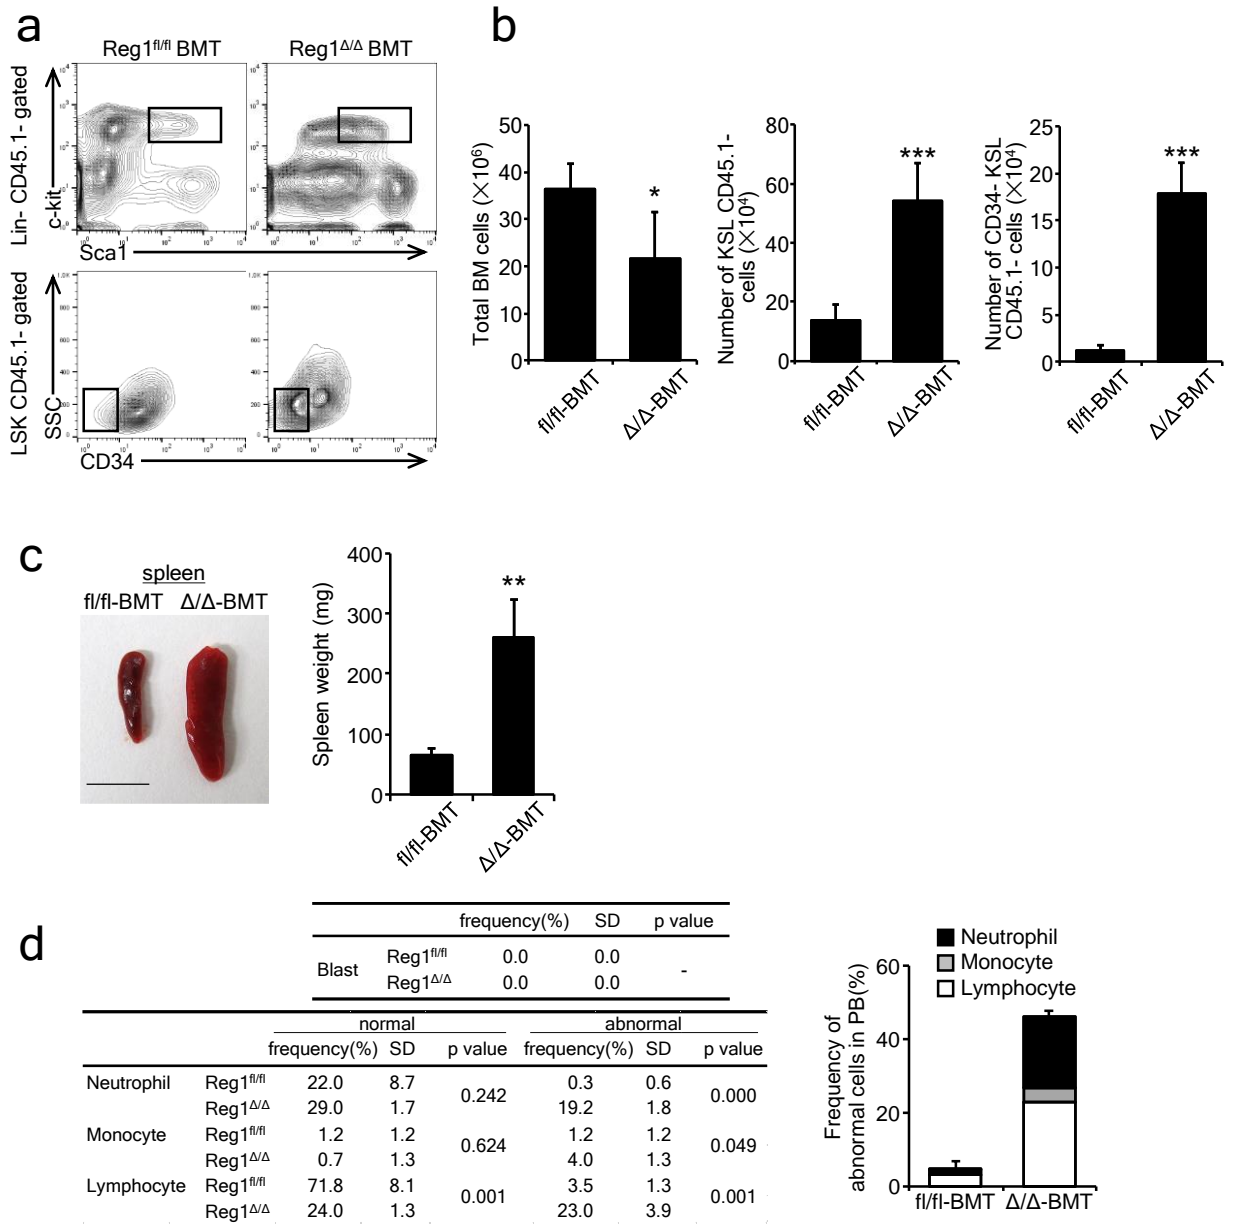 a
Reg1fl/fl BMT
Reg1Δ/Δ BMT
Lin- CD45.1- gated
c-kit
Sca1
LSK CD45.1- gated
SSC
CD34
b
Total BM cells (×10⁶)
50
40
30
20
10
0
*
fl/fl-BMT
Δ/Δ-BMT
Number of KSL CD45.1-
cells (×10⁴)
80
60
40
20
0
***
fl/fl-BMT
Δ/Δ-BMT
Number of CD34- KSL
CD45.1- cells (×10⁴)
25
20
15
10
5
0
***
fl/fl-BMT
Δ/Δ-BMT
c
spleen
fl/fl-BMT Δ/Δ-BMT
Spleen weight (mg)
400
300
200
100
0
**
fl/fl-BMT
Δ/Δ-BMT
d
frequency(%) SD p value
Blast Reg1fl/fl 0.0 0.0 -
Reg1Δ/Δ 0.0 0.0
normal abnormal
frequency(%) SD p value frequency(%) SD p value
Neutrophil Reg1fl/fl 22.0 8.7 0.242 0.3 0.6 0.000
Reg1Δ/Δ 29.0 1.7 19.2 1.8
Monocyte Reg1fl/fl 1.2 1.2 0.624 1.2 1.2 0.049
Reg1Δ/Δ 0.7 1.3 4.0 1.3
Lymphocyte Reg1fl/fl 71.8 8.1 0.001 3.5 1.3 0.001
Reg1Δ/Δ 24.0 1.3 23.0 3.9
Neutrophil
Monocyte
Lymphocyte
Frequency of
abnormal cells in PB(%)
60
40
20
0
fl/fl-BMT Δ/Δ-BMT